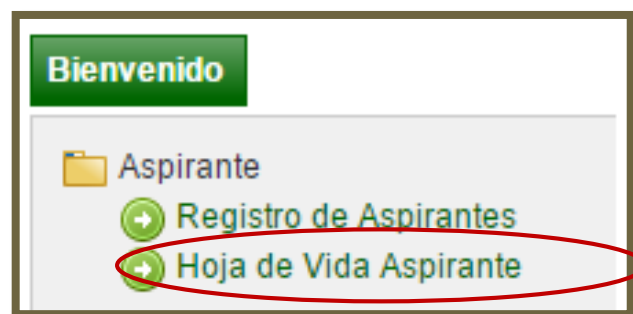 Bienvenido
Aspirante
Registro de Aspirantes
Hoja de Vida Aspirante